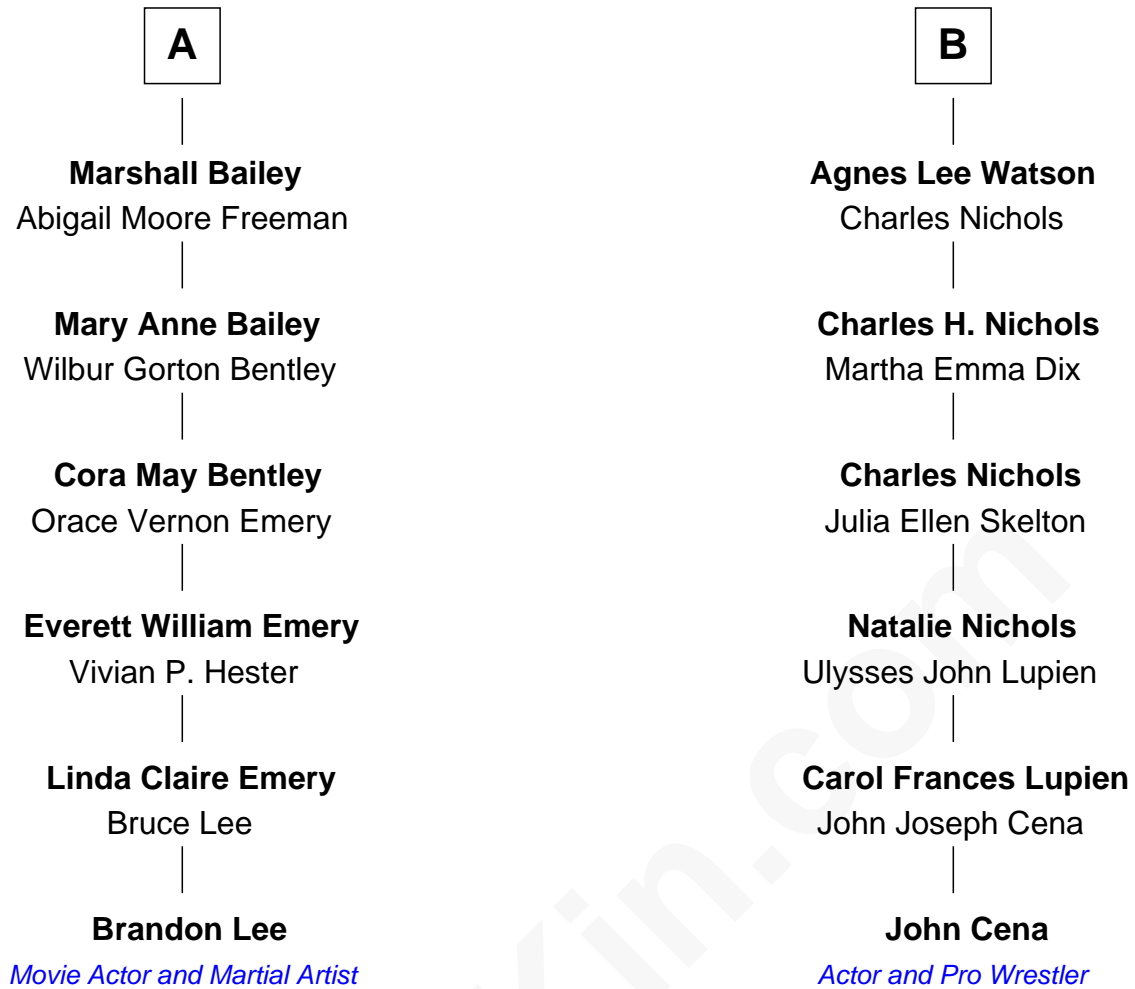 A
Marshall Bailey
Abigail Moore Freeman
Mary Anne Bailey
Wilbur Gorton Bentley
Cora May Bentley
Orace Vernon Emery
Everett William Emery
Vivian P. Hester
Linda Claire Emery
Bruce Lee
Brandon Lee
Movie Actor and Martial Artist
B
Agnes Lee Watson
Charles Nichols
Charles H. Nichols
Martha Emma Dix
Charles Nichols
Julia Ellen Skelton
Natalie Nichols
Ulysses John Lupien
Carol Frances Lupien
John Joseph Cena
John Cena
Actor and Pro Wrestler